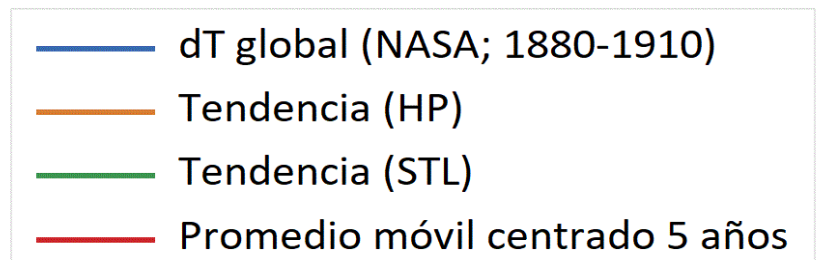 dT global (NASA; 1880-1910)
Tendencia (HP)
Tendencia (STL)
Promedio móvil centrado 5 años